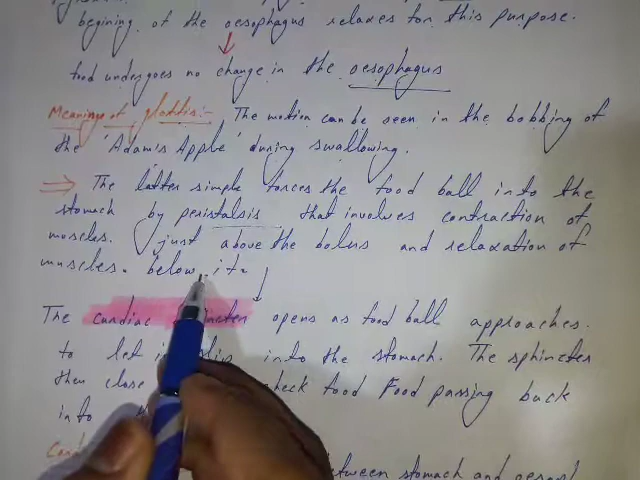 begining of the oesophagus relaxes for this purpose.
food undergoes no change in the oesophagus
Meaning of glottis:- The motion can be seen in the bobbing of
the 'Adam's Apple' during swallowing.
⇒ The latter simple forces the food ball into the
stomach by peristalsis that involves contraction of
muscles. just above the bolus and relaxation of
muscles. below it.
The cardiac sphincter opens as food ball approaches.
to let it slip into the stomach. The sphincter
then close check food Food passing back
into
between stomach and